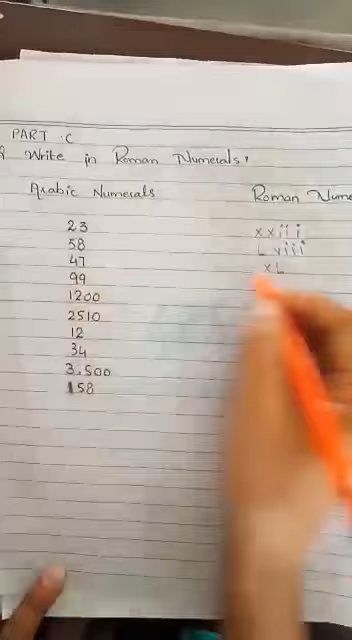 PART . C
Write in Roman Numerals.
Arabic Numerals Roman Nume
23 xxiii
58 Lviii
47 xL
99
1200
2510
12
34
3.500
158